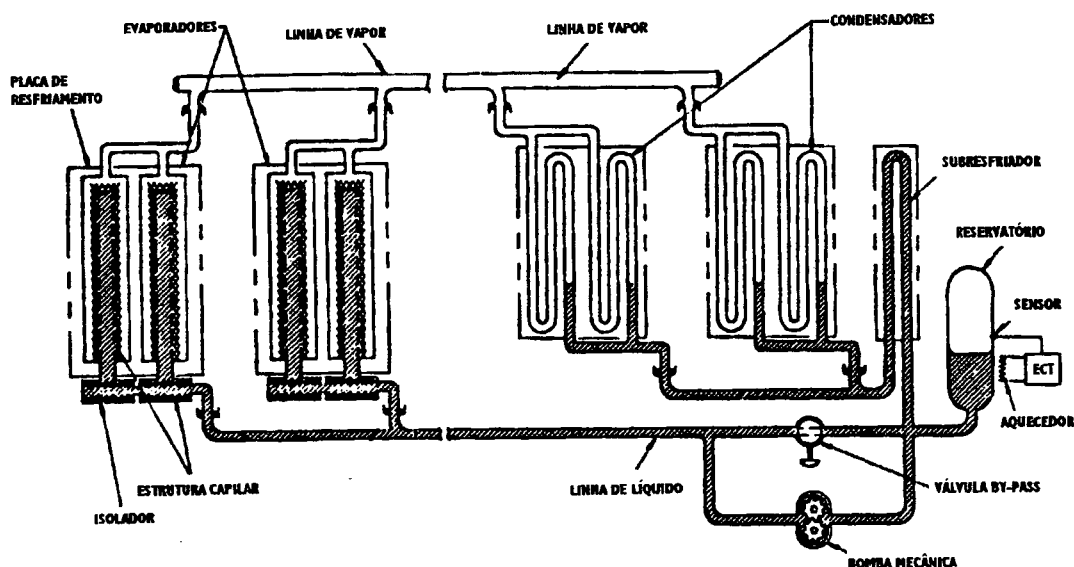 EVAPORADORES
LINHA DE VAPOR
LINHA DE VAPOR
CONDENSADORES
PLACA DE
RESFRIAMENTO
SUBRESFRIADOR
RESERVATÓRIO
SENSOR
ECT
AQUECEDOR
ESTRUTURA CAPILAR
ISOLADOR
LINHA DE LÍQUIDO
VÁLVULA BY-PASS
BOMBA MECÂNICA